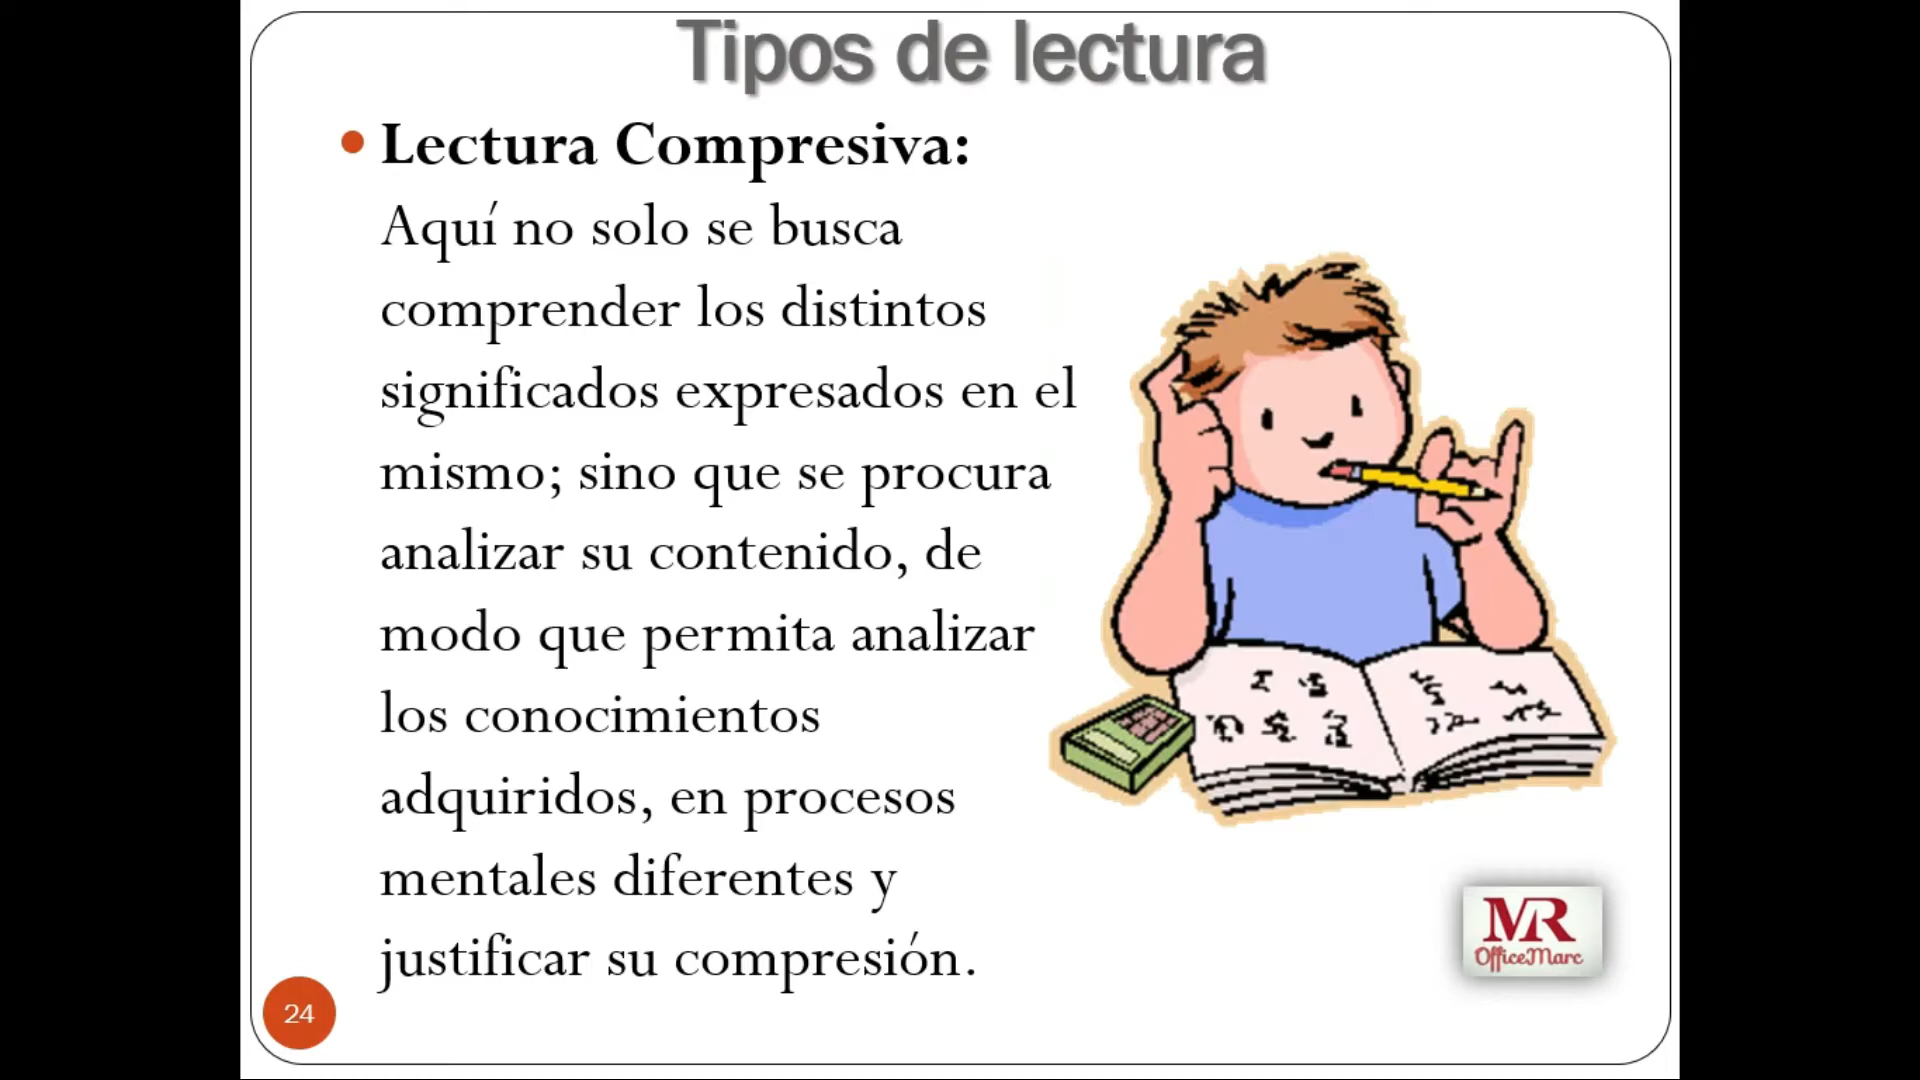 Tipos de lectura
Lectura Compresiva:
Aquí no solo se busca
comprender los distintos
significados expresados en el
mismo; sino que se procura
analizar su contenido, de
modo que permita analizar
los conocimientos
adquiridos, en procesos
mentales diferentes y
justificar su compresión.
MR
OfficeMarc
24